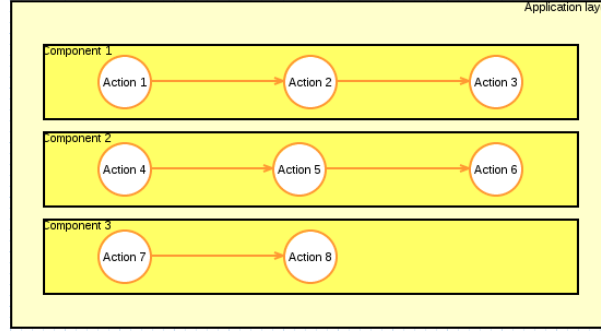 Application lay
Component 1
Action 1
Action 2
Action 3
Component 2
Action 4
Action 5
Action 6
Component 3
Action 7
Action 8